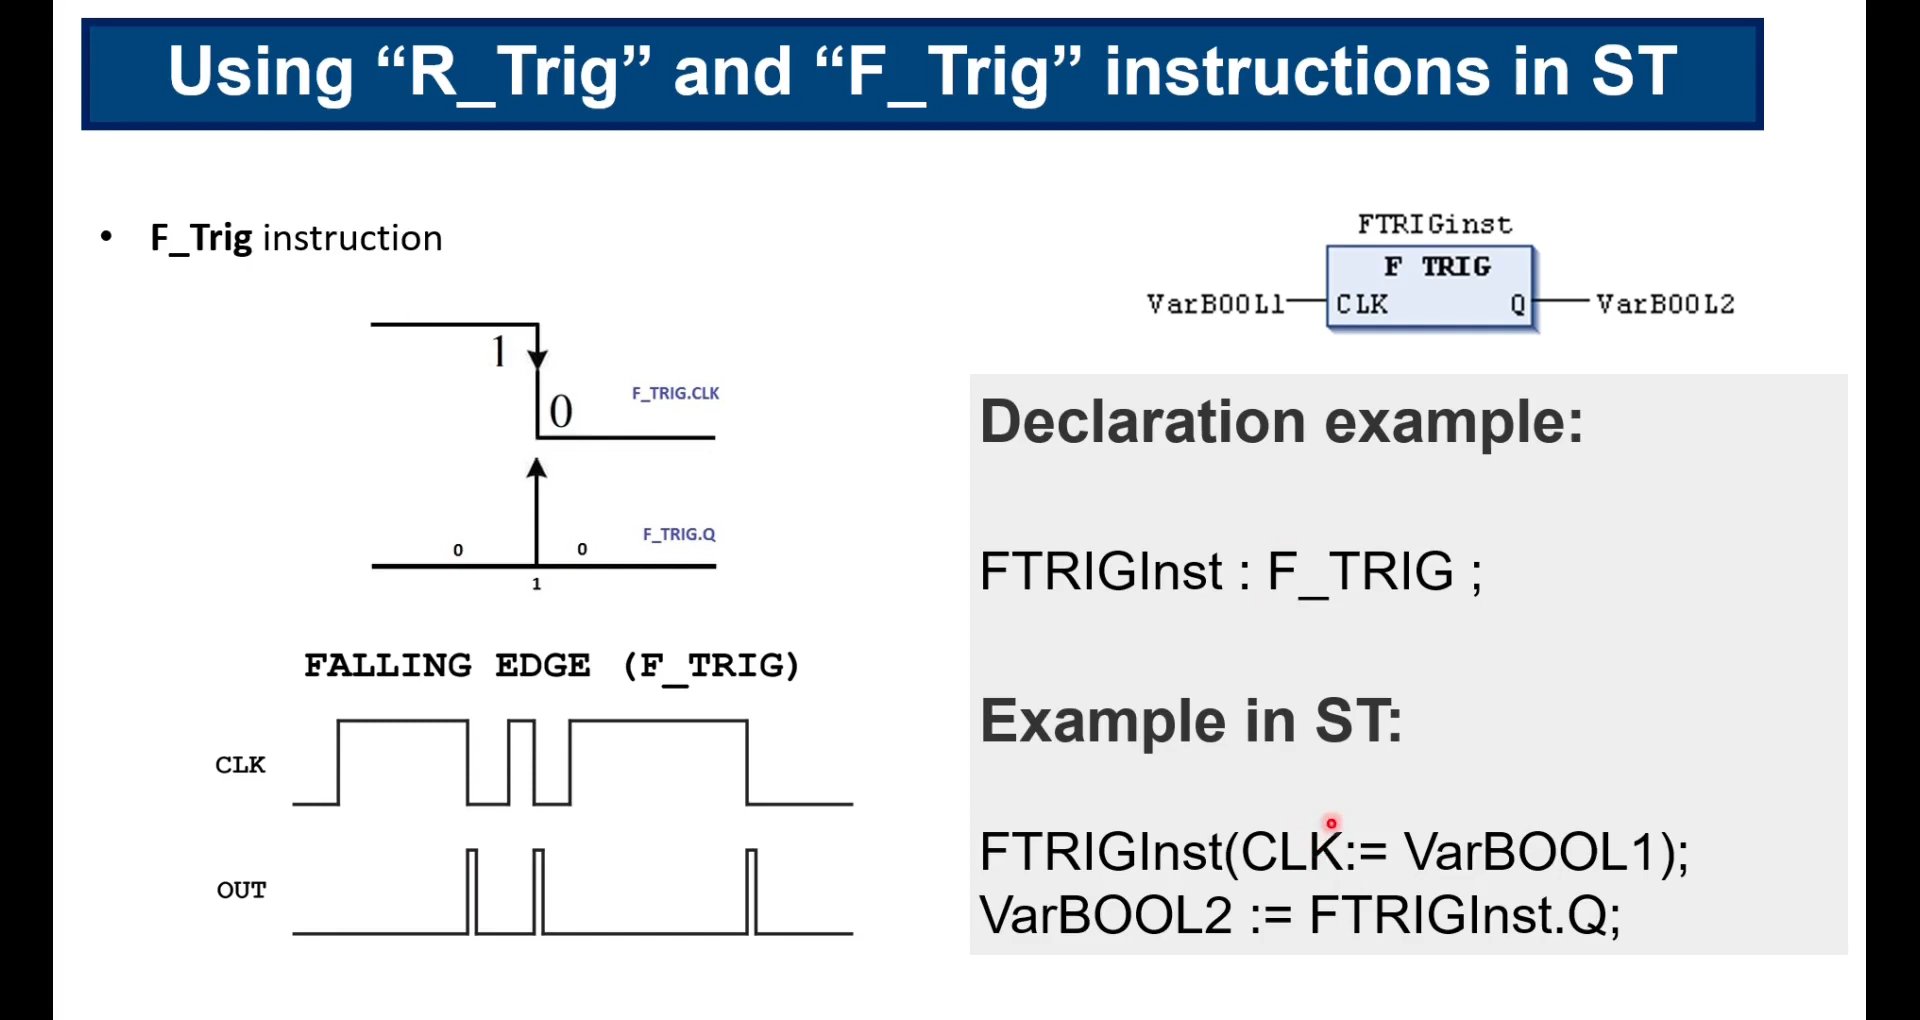 Using “R_Trig” and “F_Trig” instructions in ST
• F_Trig instruction
1
0
F_TRIG.CLK
0
0
F_TRIG.Q
1
FALLING EDGE (F_TRIG)
CLK
OUT
FTRIGinst
F TRIG
VarBOOL1
CLK
Q
VarBOOL2
Declaration example:
FTRIGInst : F_TRIG ;
Example in ST:
FTRIGInst(CLK:= VarBOOL1);
VarBOOL2 := FTRIGInst.Q;